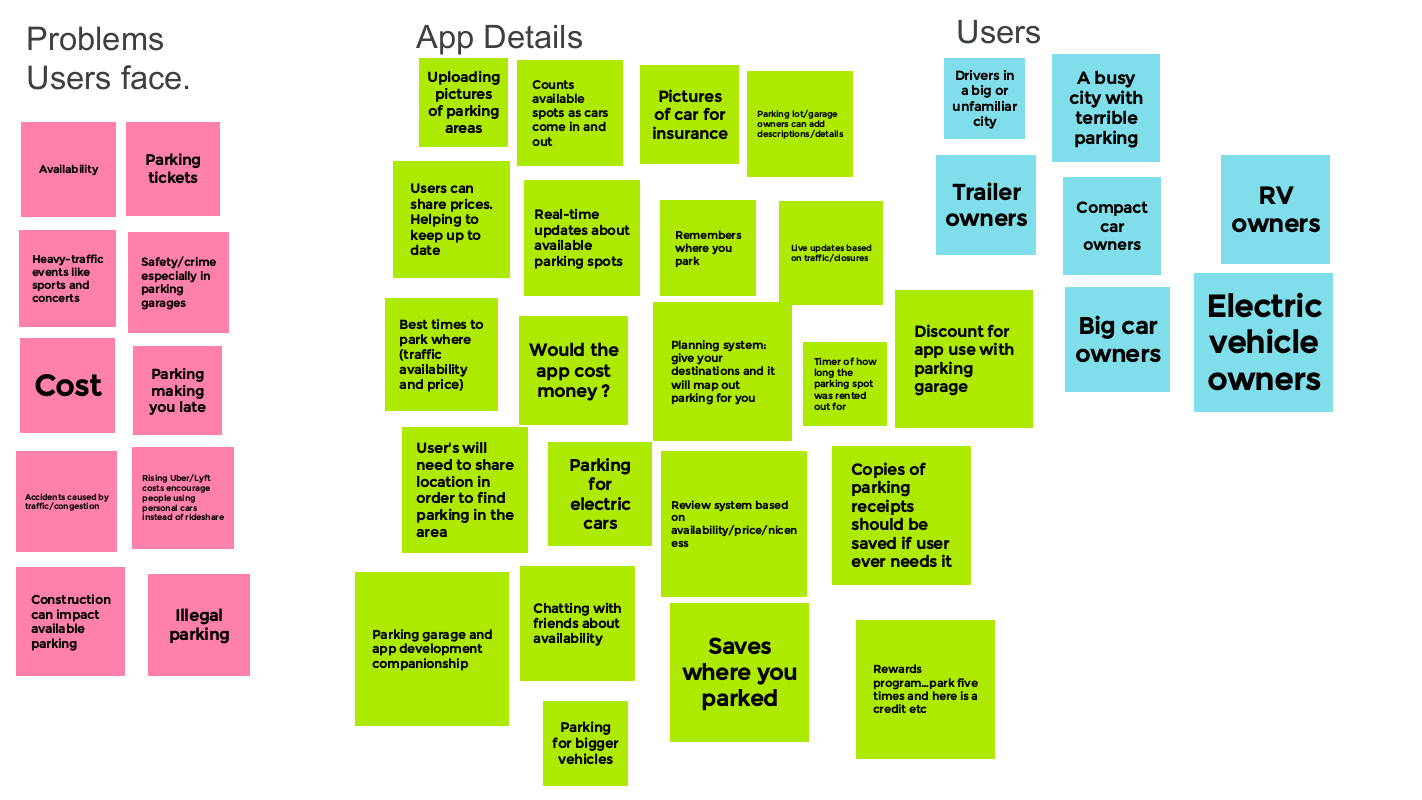 Problems
Users face.
Availability
Parking
tickets
Heavy-traffic
events like
sports and
concerts
Safety/crime
especially in
parking
garages
Cost
Parking
making
you late
Accidents caused by
traffic/congestion
Rising Uber/Lyft
costs encourage
people using
personal cars
instead of rideshare
Construction
can impact
available
parking
Illegal
parking
App Details
Uploading
pictures
of parking
areas
Counts
available
spots as cars
come in and
out
Pictures
of car for
insurance
Parking lot/garage
owners can add
descriptions/details
Users can
share prices.
Helping to
keep up to
date
Real-time
updates about
available
parking spots
Remembers
where you
park
Live updates based
on traffic/closures
Best times to
park where
(traffic
availability
and price)
Would the
app cost
money ?
Planning system:
give your
destinations and it
will map out
parking for you
Timer of how
long the
parking spot
was rented
out for
Discount for
app use with
parking
garage
User's will
need to share
location in
order to find
parking in the
area
Parking
for
electric
cars
Review system based
on
availability/price/nicen
ess
Copies of
parking
receipts
should be
saved if user
ever needs it
Parking garage and
app development
companionship
Chatting with
friends about
availability
Saves
where you
parked
Rewards
program...park five
times and here is a
credit etc
Parking
for bigger
vehicles
Users
Drivers in
a big or
unfamiliar
city
A busy
city with
terrible
parking
Trailer
owners
Compact
car
owners
RV
owners
Big car
owners
Electric
vehicle
owners